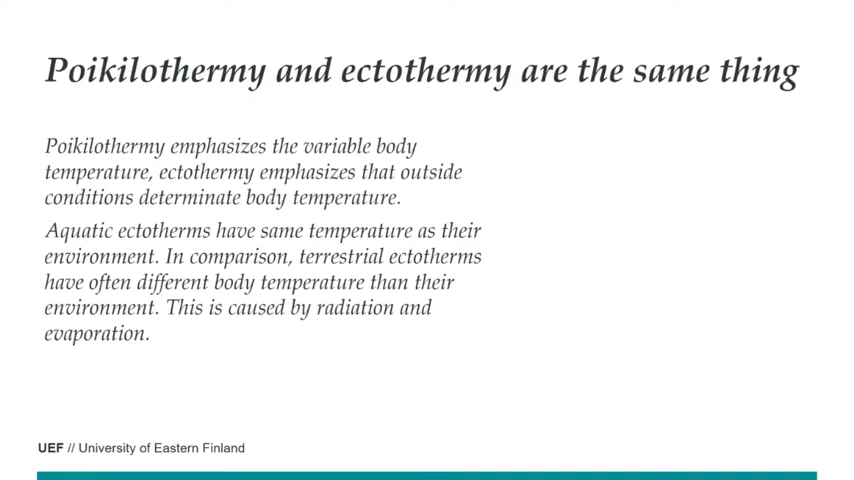 Poikilothermy and ectothermy are the same thing
Poikilothermy emphasizes the variable body
temperature, ectothermy emphasizes that outside
conditions determinate body temperature.
Aquatic ectotherms have same temperature as their
environment. In comparison, terrestrial ectotherms
have often different body temperature than their
environment. This is caused by radiation and
evaporation.
UEF // University of Eastern Finland